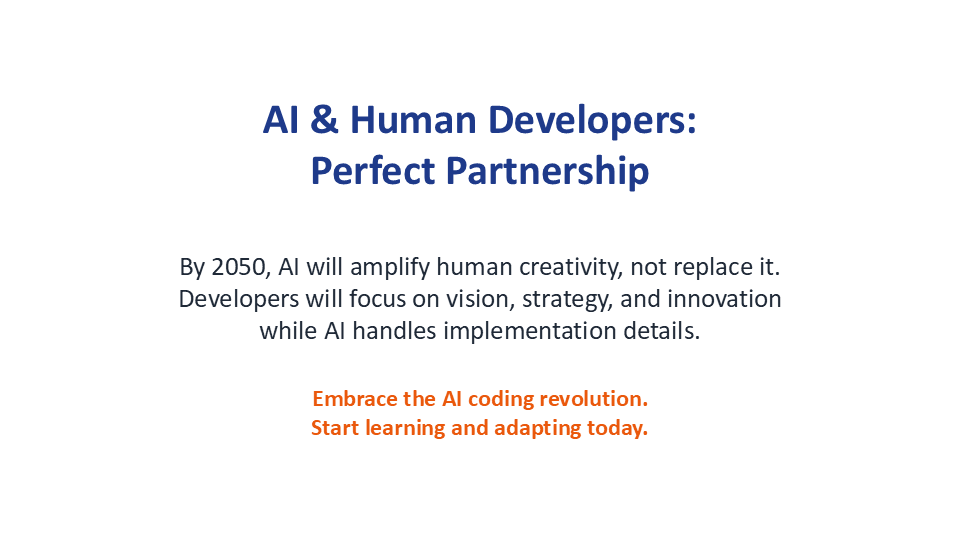 AI & Human Developers:
Perfect Partnership
By 2050, AI will amplify human creativity, not replace it.
Developers will focus on vision, strategy, and innovation
while AI handles implementation details.
Embrace the AI coding revolution.
Start learning and adapting today.